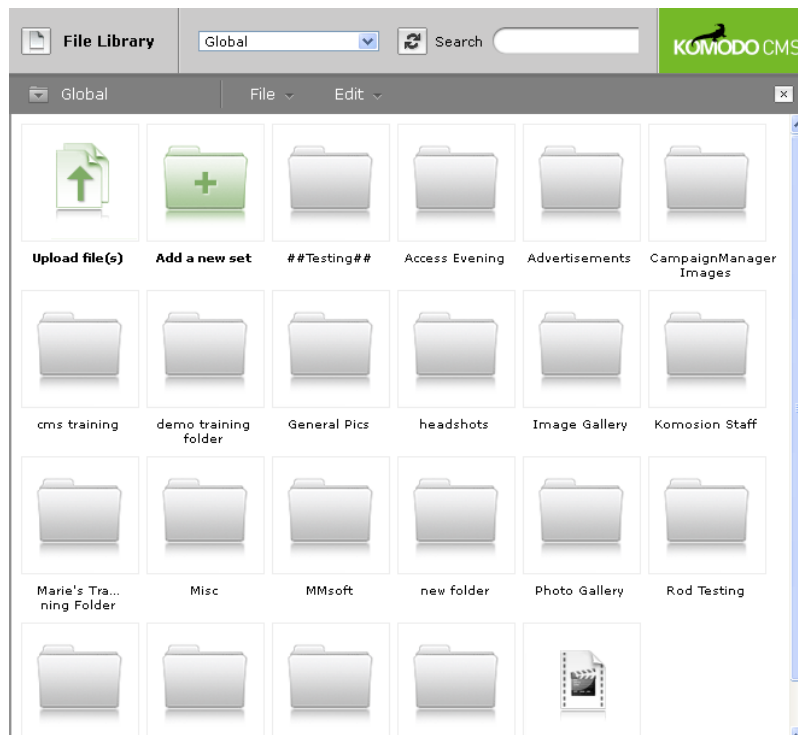 File Library
Global
Search
KOMODO CMS
Global
File
Edit
Upload file(s)
Add a new set
##Testing##
Access Evening
Advertisements
CampaignManager
Images
cms training
demo training
folder
General Pics
headshots
Image Gallery
Komosion Staff
Marie's Tra...
ning Folder
Misc
MMsoft
new folder
Photo Gallery
Rod Testing